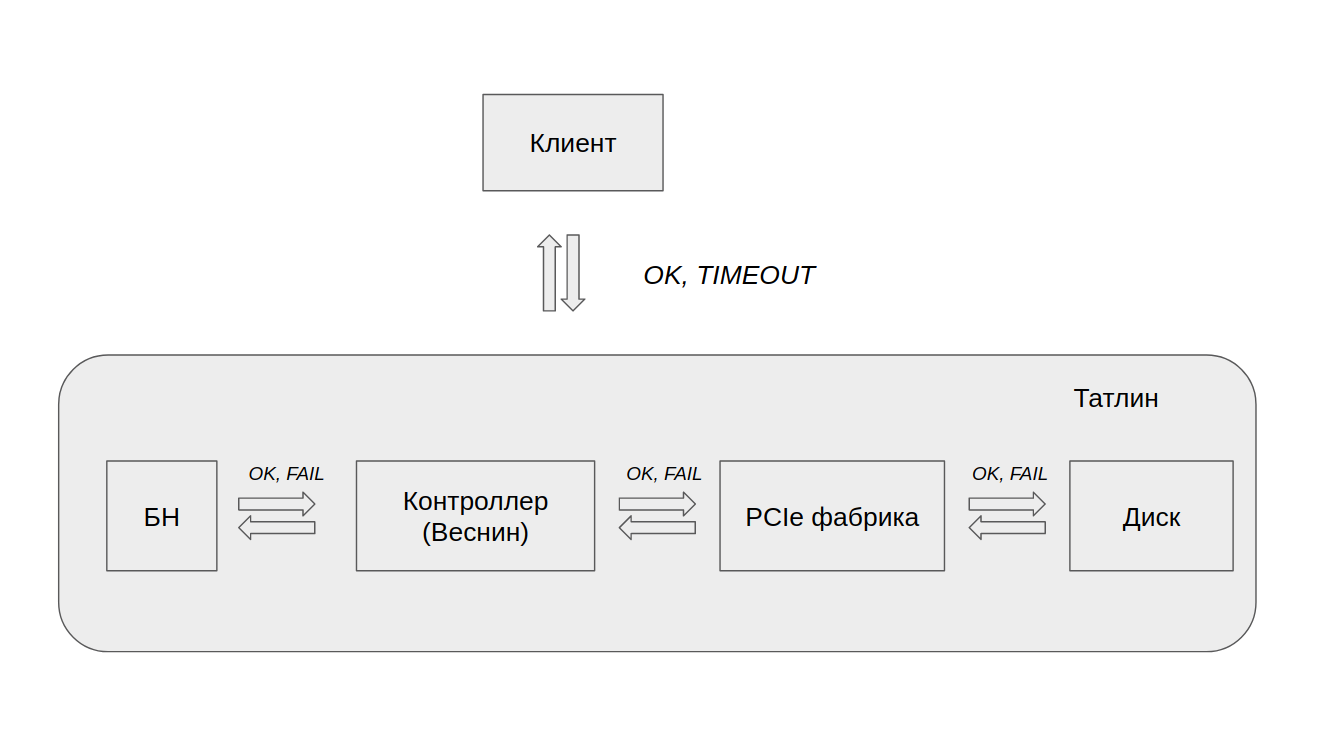 Клиент
OK, TIMEOUT
Татлин
OK, FAIL
OK, FAIL
OK, FAIL
БН
Контроллер
(Веснин)
PCIe фабрика
Диск